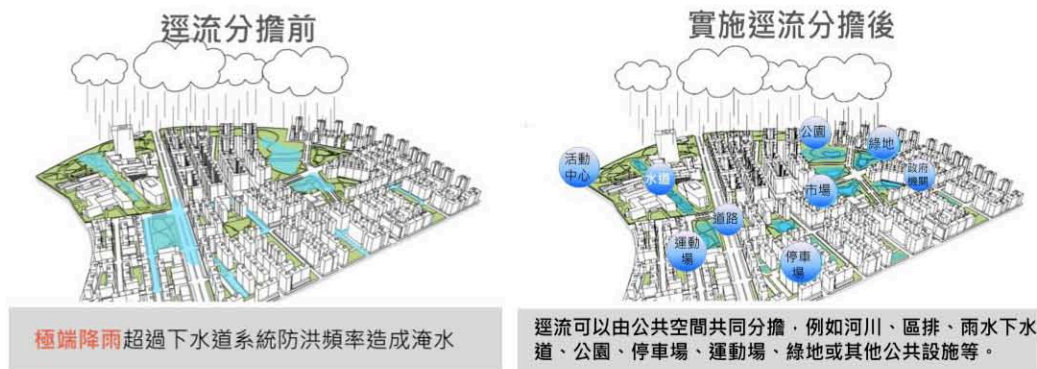 逕流分擔前
極端降雨超過下水道系統防洪頻率造成淹水
實施逕流分擔後
公園
綠地
活動
中心
水道
政府
機關
市場
道路
運動
場
停車
場
逕流可以由公共空間共同分擔，例如河川、區排、雨水下水
道、公園、停車場、運動場、綠地或其他公共設施等。